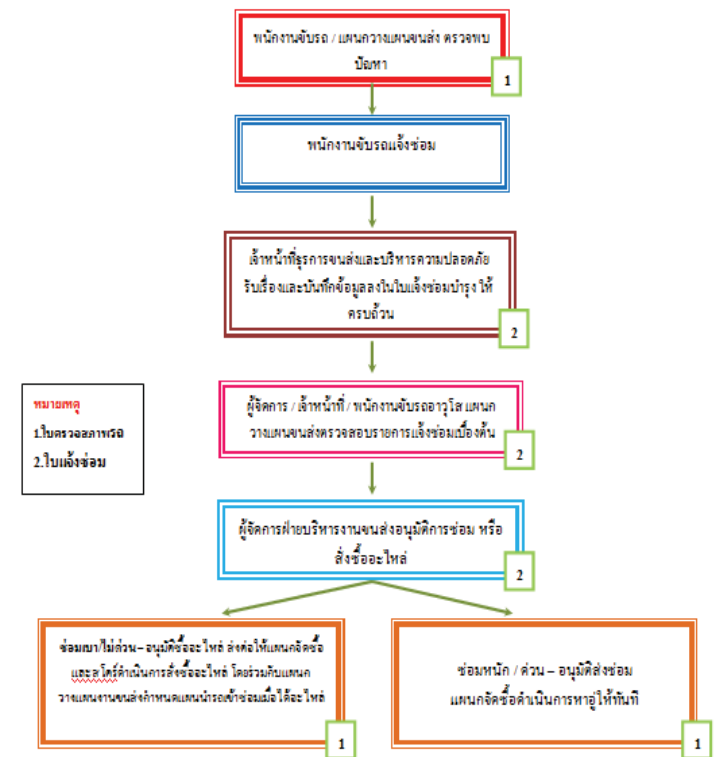 พนักงานขับรถ / แผนกวางแผนขนส่ง ตรวจพบ
ปัญหา
1
พนักงานขับรถแจ้งซ่อม
เจ้าหน้าที่ธุรการขนส่งและบริหารความปลอดภัย
รับเรื่องและบันทึกข้อมูลลงในใบแจ้งซ่อมบำรุง ให้
ครบถ้วน
2
หมายเหตุ
1.ใบตรวจสภาพรถ
2.ใบแจ้งซ่อม
ผู้จัดการ / เจ้าหน้าที่ / พนักงานขับรถอาวุโส แผนก
วางแผนขนส่งตรวจสอบรายการแจ้งซ่อมเบื้องต้น
2
ผู้จัดการฝ่ายบริหารงานขนส่งอนุมัติการซ่อม หรือ
สั่งซื้ออะไหล่
2
ซ่อมเบา/ไม่ด่วน – อนุมัติซื้ออะไหล่ ส่งต่อให้แผนกจัดซื้อ
และสโตร์ดำเนินการสั่งซื้ออะไหล่ โดยร่วมกับแผนก
วางแผนงานขนส่งกำหนดแผนนำรถเข้าซ่อมเมื่อได้อะไหล่
1
ซ่อมหนัก / ด่วน – อนุมัติส่งซ่อม
แผนกจัดซื้อดำเนินการหาอู่ให้ทันที
1